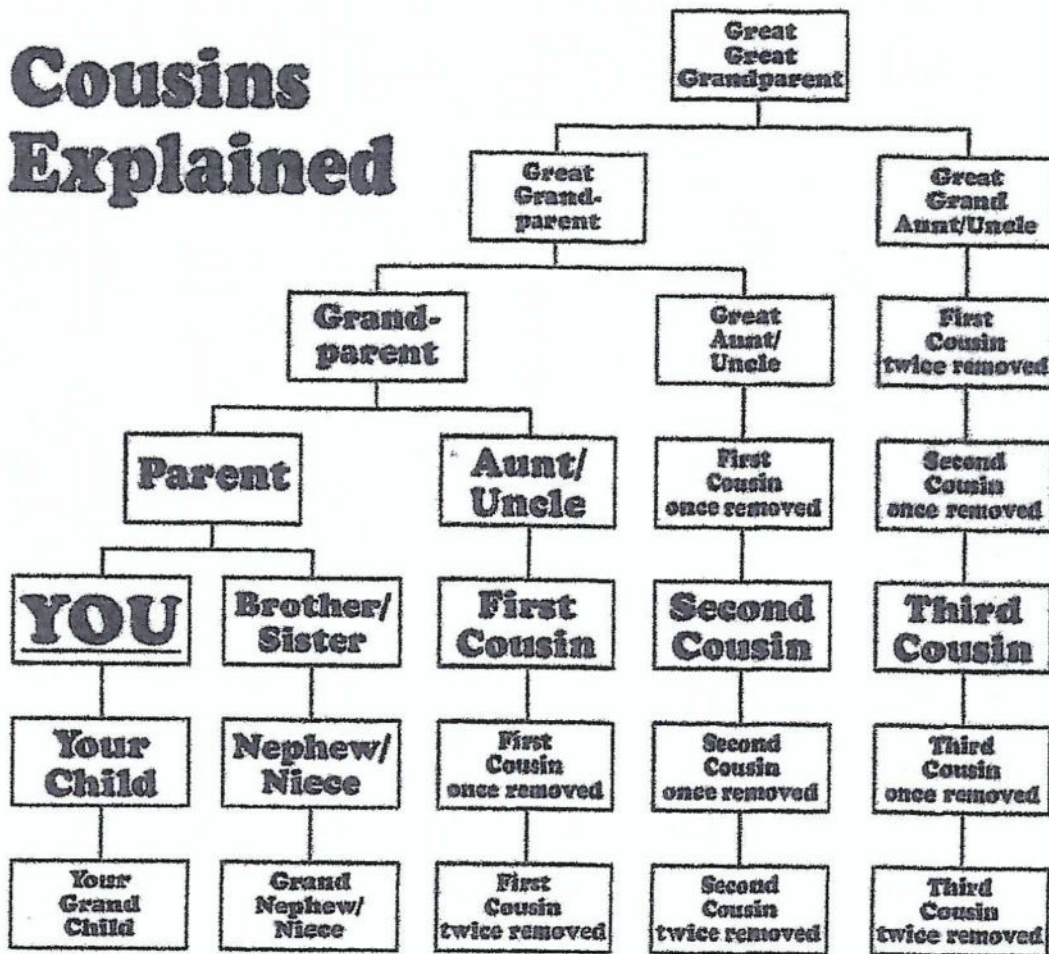 Cousins
Explained
Great
Great
Grandparent
Great
Grand-
parent
Great
Grand
Aunt/Uncle
Grand-
parent
Great
Aunt/
Uncle
First
Cousin
twice removed
Parent
Aunt/
Uncle
First
Cousin
once removed
Second
Cousin
once removed
YOU
Brother/
Sister
First
Cousin
Second
Cousin
Third
Cousin
Your
Child
Nephew/
Niece
First
Cousin
once removed
Second
Cousin
once removed
Third
Cousin
once removed
Your
Grand
Child
Grand
Nephew/
Niece
First
Cousin
twice removed
Second
Cousin
twice removed
Third
Cousin
twice removed